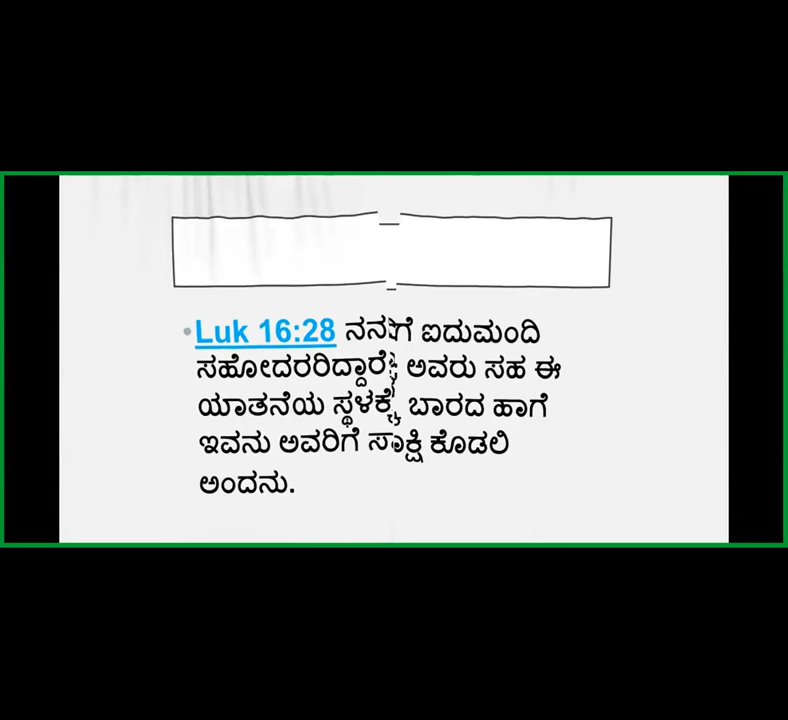 •Luk 16:28 ನನಗೆ ಐದುಮಂದಿ
ಸಹೋದರರಿದ್ದಾರೆ; ಅವರು ಸಹ ಈ
ಯಾತನೆಯ ಸ್ಥಳಕ್ಕೆ ಬಾರದ ಹಾಗೆ
ಇವನು ಅವರಿಗೆ ಸಾಕ್ಷಿ ಕೊಡಲಿ
ಅಂದನು.